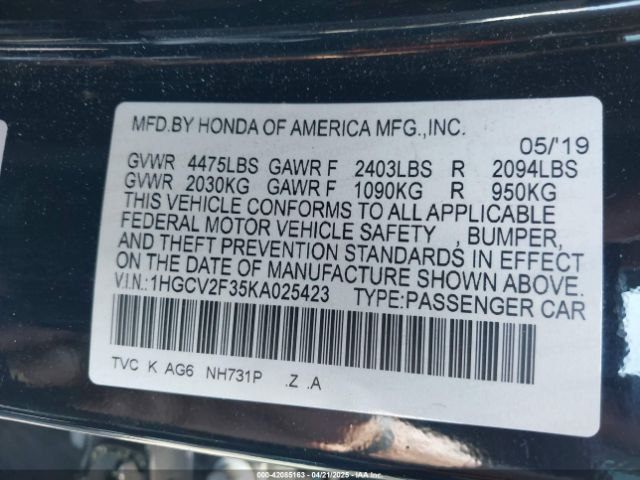 MFD.BY HONDA OF AMERICA MFG.,INC.
05/'19
GVWR 4475LBS GAWR F 2403LBS R 2094LBS
GVWR 2030KG GAWR F 1090KG R 950KG
THIS VEHICLE CONFORMS TO ALL APPLICABLE
FEDERAL MOTOR VEHICLE SAFETY , BUMPER,
AND THEFT PREVENTION STANDARDS IN EFFECT
ON THE DATE OF MANUFACTURE SHOWN ABOVE.
V.I.N.:1HGCV2F35KA025423 TYPE:PASSENGER CAR
TVC K AG6 NH731P .Z .A
000-42085163 - 04/21/2025 - IAAI.COM